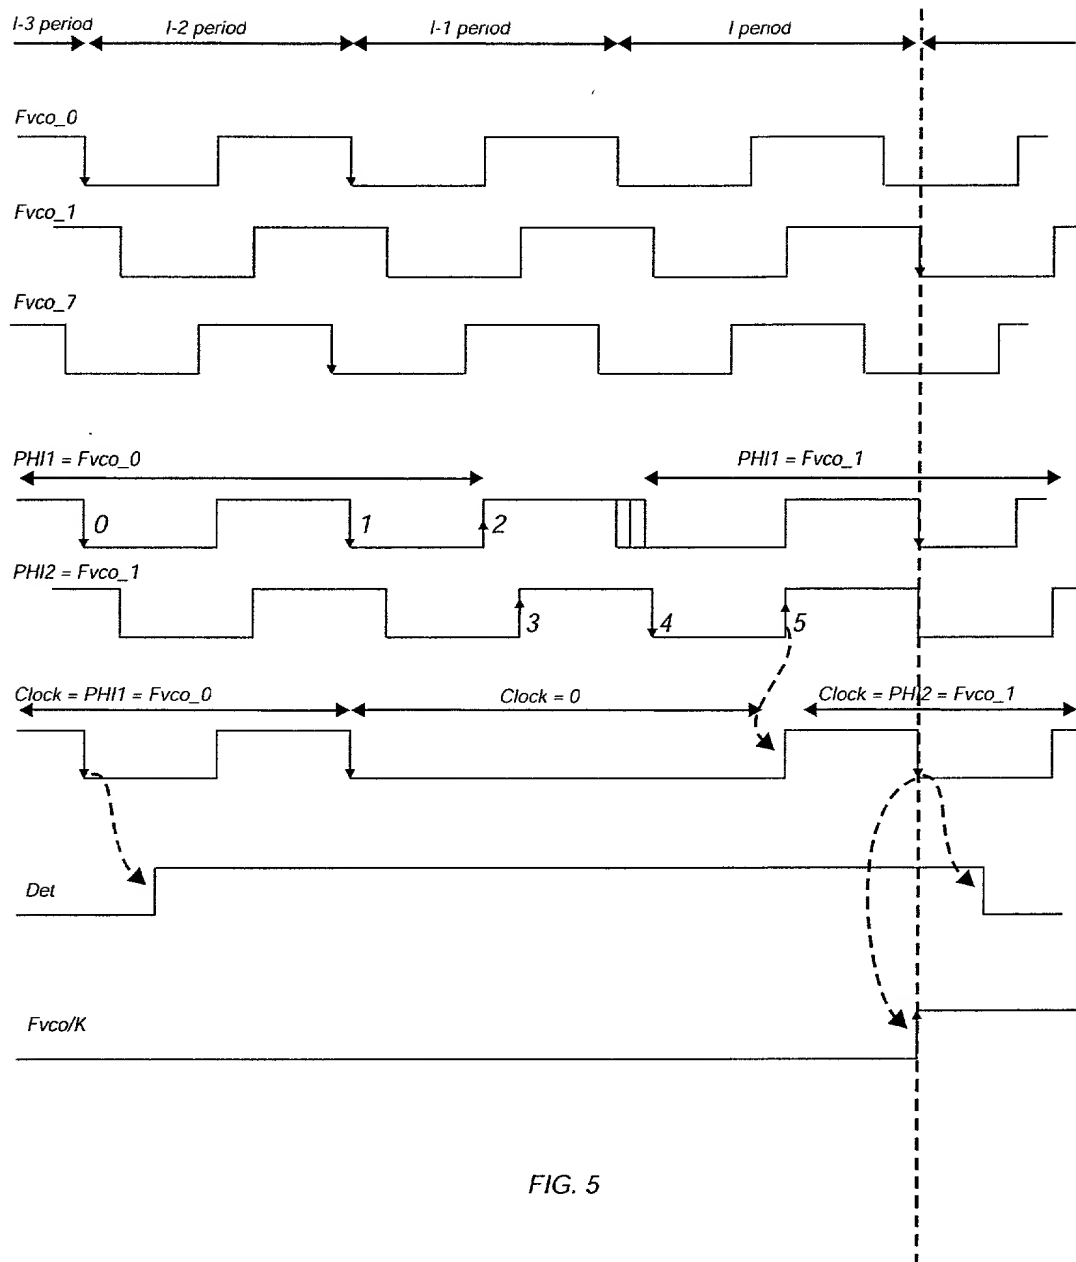 I-3 period
I-2 period
I-1 period
I period
Fvco_0
Fvco_1
Fvco_7
PHI1 = Fvco_0
PHI1 = Fvco_1
0
1
2
PHI2 = Fvco_1
3
4
5
Clock = PHI1 = Fvco_0
Clock = 0
Clock = PHI2 = Fvco_1
Det
Fvco/K
FIG. 5